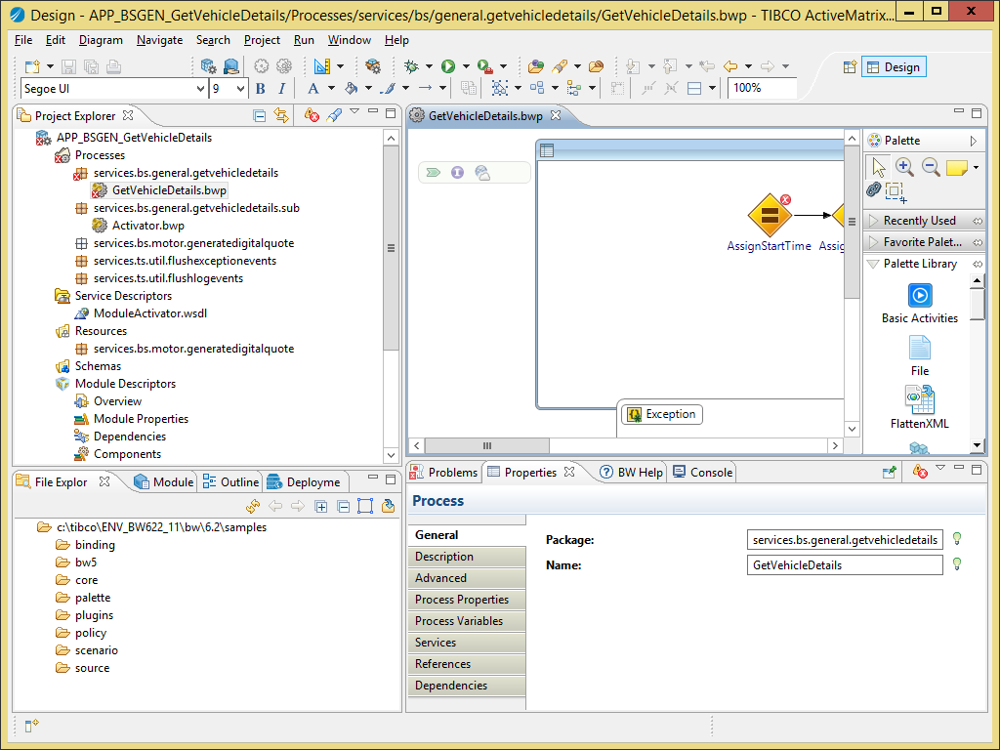 Design - APP_BSGEN_GetVehicleDetails/Processes/services/bs/general.getvehicledetails/GetVehicleDetails.bwp - TIBCO ActiveMatrix...
File Edit Diagram Navigate Search Project Run Window Help
Design
Segoe UI 9 B I A 100%
Project Explorer
APP_BSGEN_GetVehicleDetails
Processes
services.bs.general.getvehicledetails
GetVehicleDetails.bwp
services.bs.general.getvehicledetails.sub
Activator.bwp
services.bs.motor.generatedigitalquote
services.ts.util.flushexceptionevents
services.ts.util.flushlogevents
Service Descriptors
ModuleActivator.wsdl
Resources
services.bs.motor.generatedigitalquote
Schemas
Module Descriptors
Overview
Module Properties
Dependencies
Components
GetVehicleDetails.bwp
AssignStartTime Assig
Exception
Palette
Recently Used
Favorite Palet...
Palette Library
Basic Activities
File
FlattenXML
File Explor Module Outline Deployme
c:\tibco\ENV_BW622_11\bw\6.2\samples
binding
bw5
core
palette
plugins
policy
scenario
source
Problems Properties BW Help Console
Process
General
Description
Advanced
Process Properties
Process Variables
Services
References
Dependencies
Package: services.bs.general.getvehicledetails
Name: GetVehicleDetails